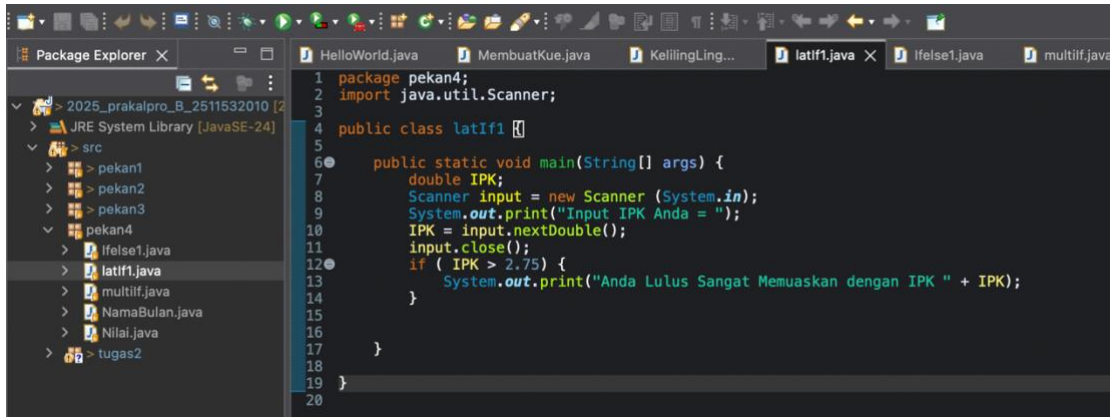 Package Explorer
> 2025_prakalpro_B_2511532010 [2
JRE System Library [JavaSE-24]
> src
> pekan1
> pekan2
> pekan3
pekan4
Ifelse1.java
latIf1.java
multiIf.java
NamaBulan.java
Nilai.java
> tugas2
HelloWorld.java MembuatKue.java KelilingLing... latIf1.java Ifelse1.java multiIf.java
1 package pekan4;
2 import java.util.Scanner;
3
4 public class latIf1 {
5
6 public static void main(String[] args) {
7 double IPK;
8 Scanner input = new Scanner (System.in);
9 System.out.print("Input IPK Anda = ");
10 IPK = input.nextDouble();
11 input.close();
12 if ( IPK > 2.75) {
13 System.out.print("Anda Lulus Sangat Memuaskan dengan IPK " + IPK);
14 }
15
16
17 }
18
19 }
20